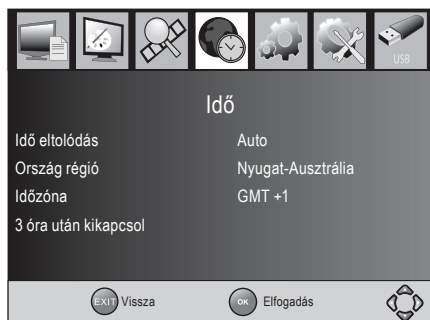 USB
Idő
Idő eltolódás Auto
Ország régió Nyugat-Ausztrália
Időzóna GMT +1
3 óra után kikapcsol
EXIT Vissza OK Elfogadás